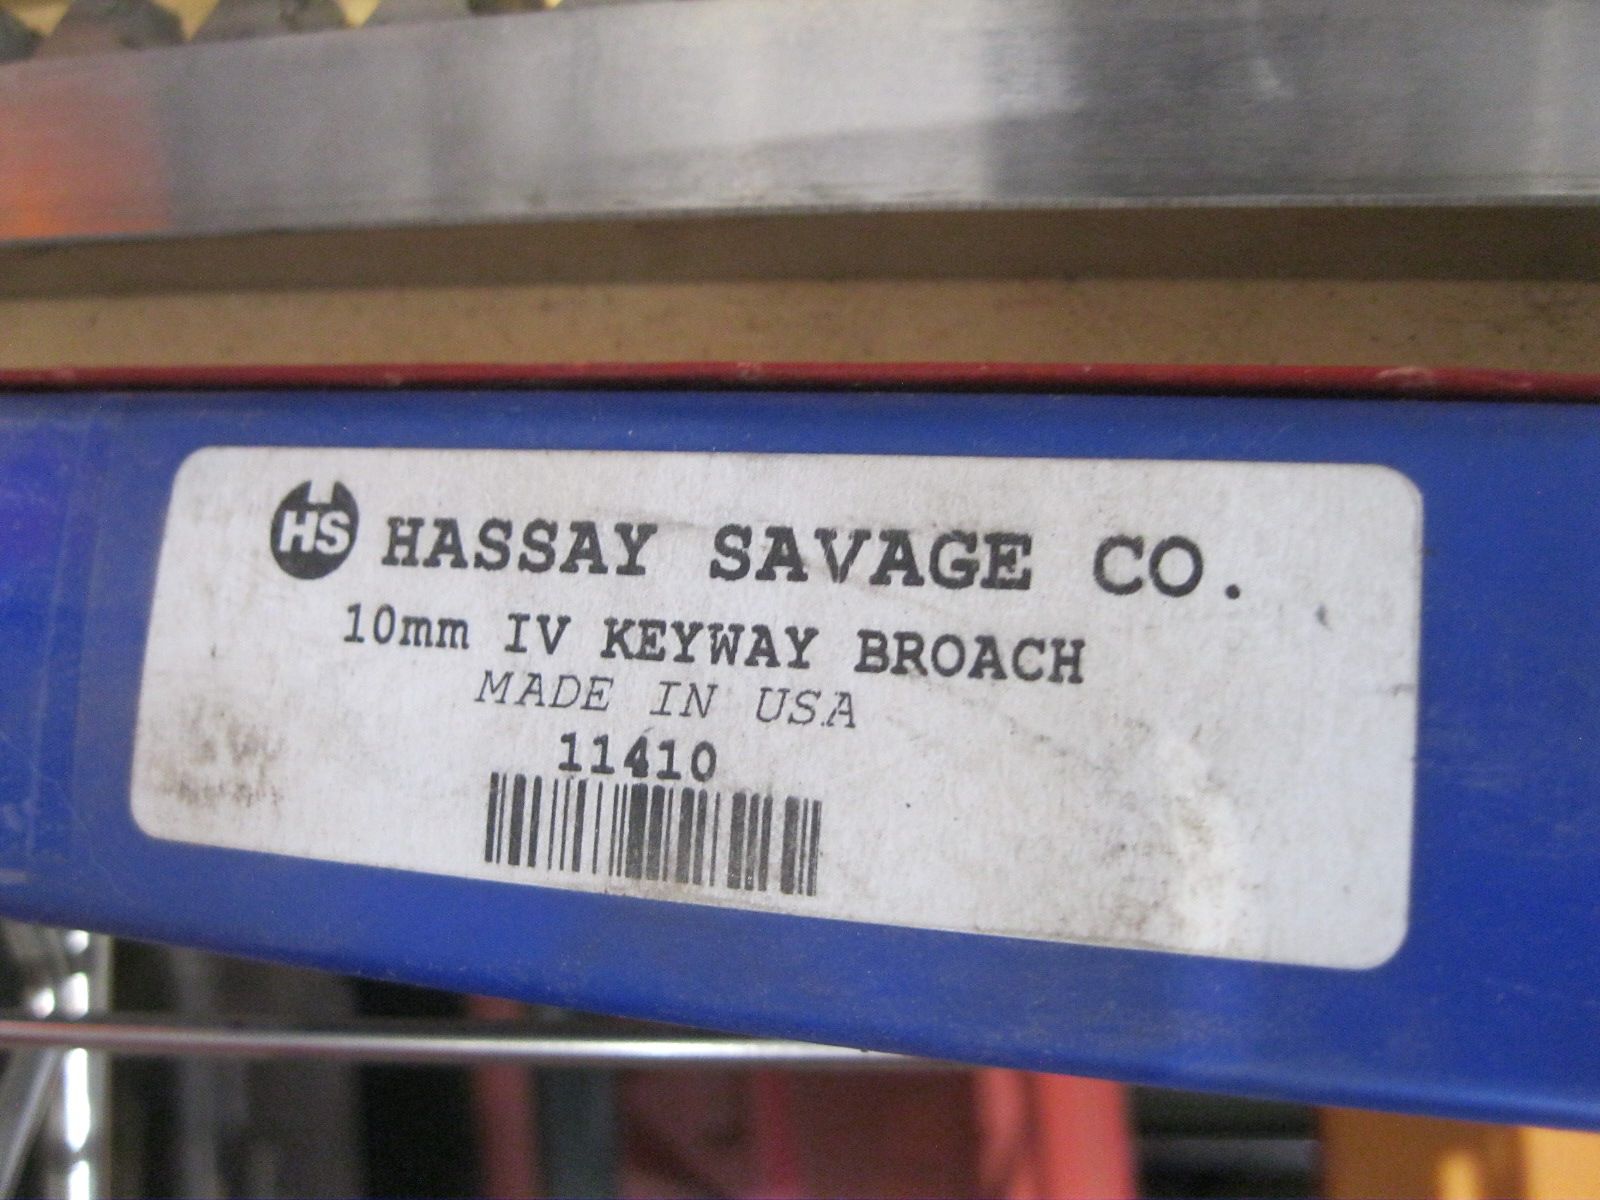 HS HASSAY SAVAGE CO.
10mm IV KEYWAY BROACH
MADE IN USA
11410